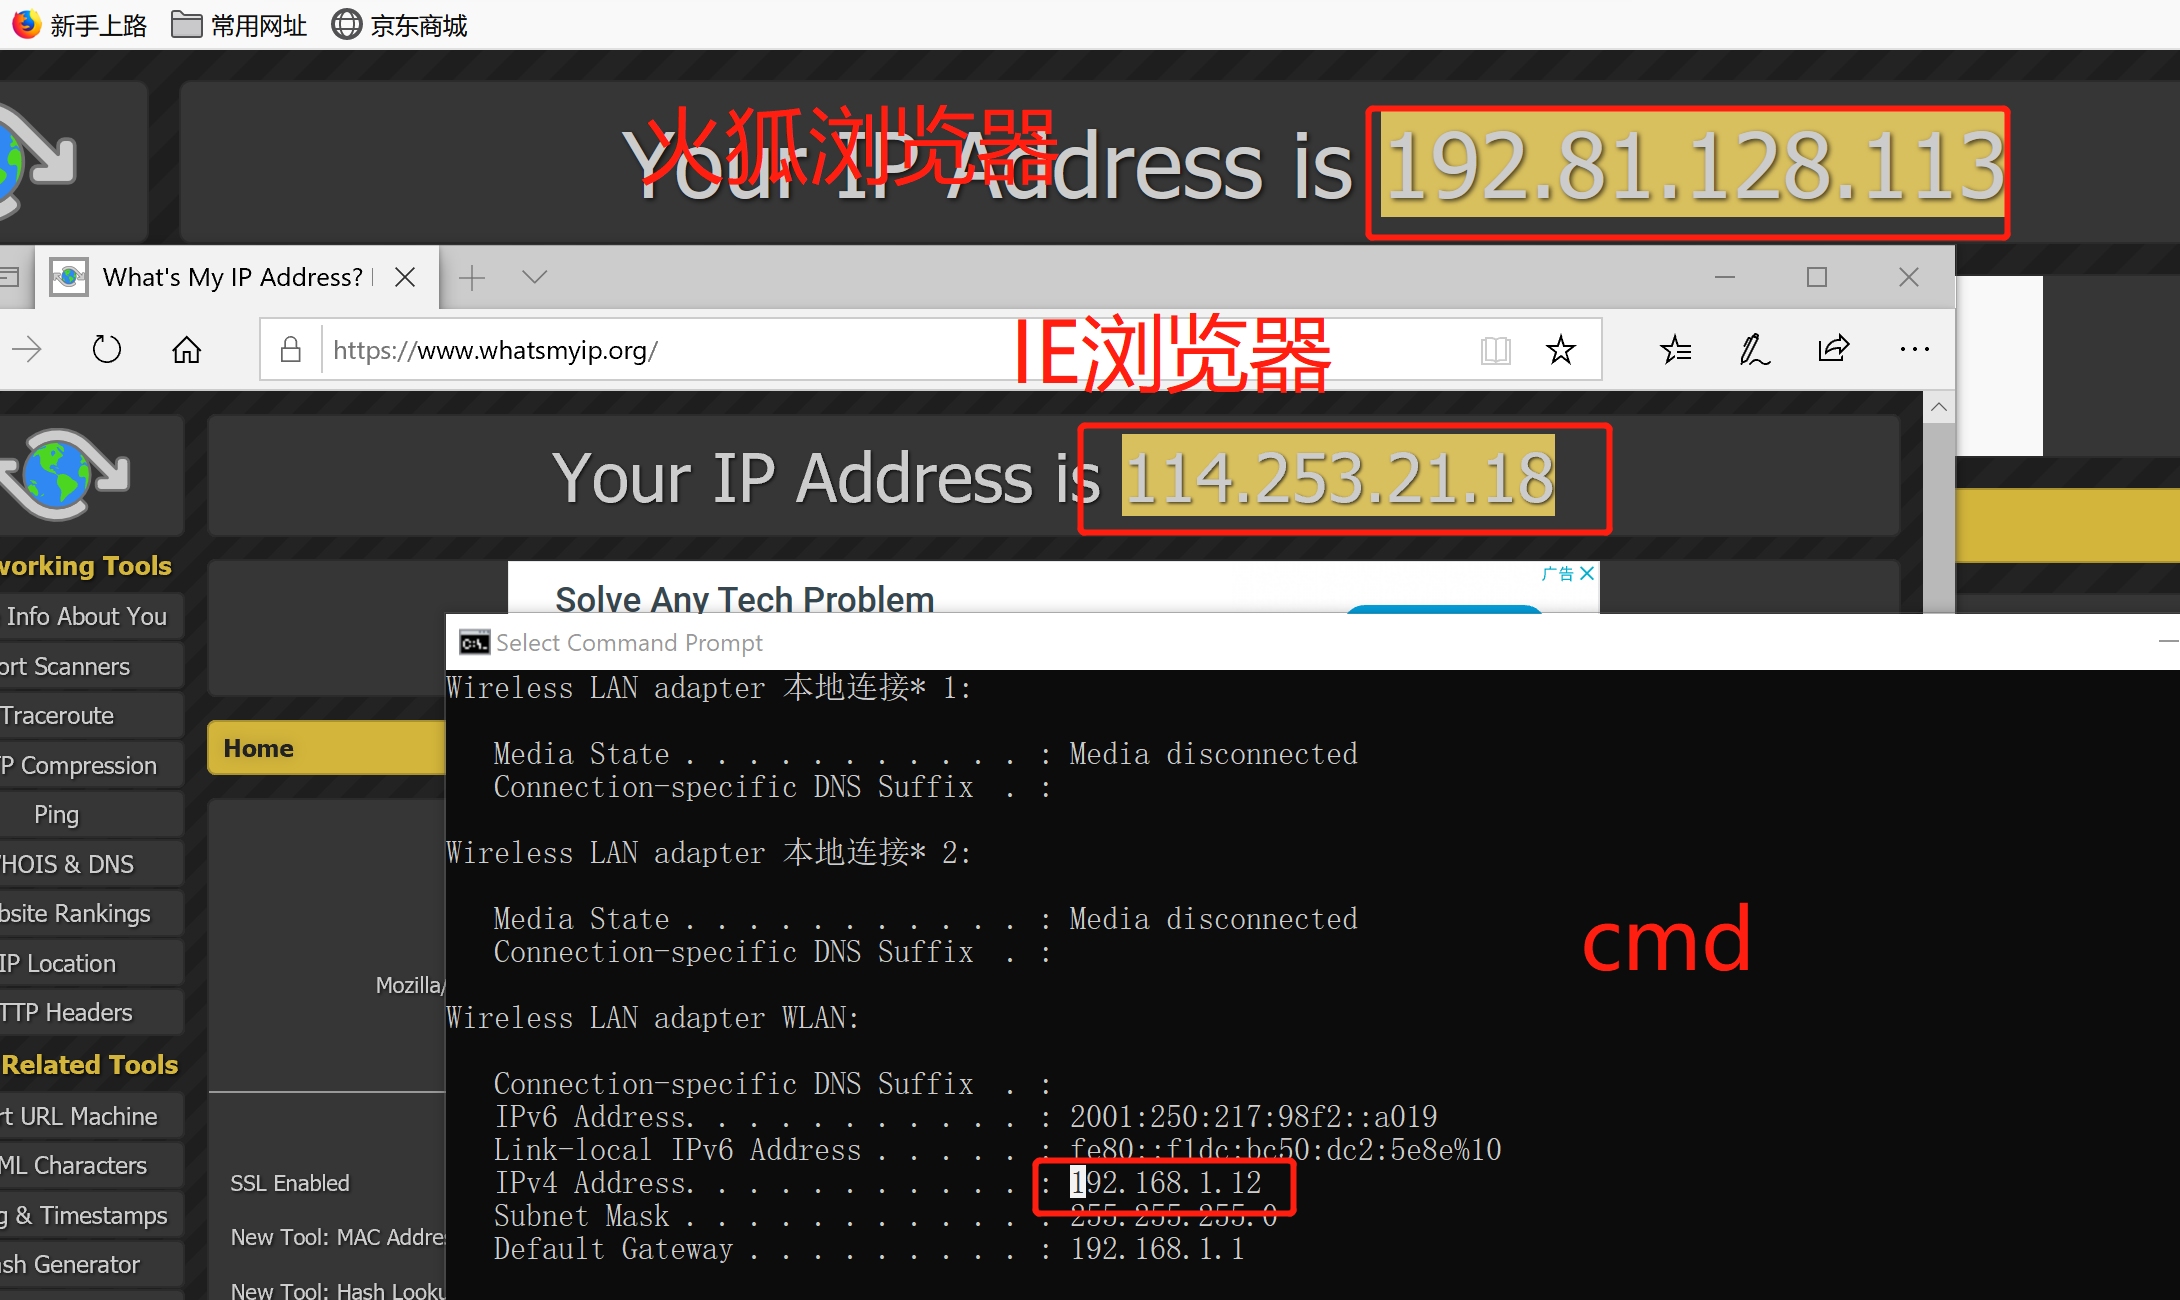 新手上路 常用网址 京东商城
火狐浏览器
Your IP Address is 192.81.128.113
What's My IP Address?
https://www.whatsmyip.org/
IE浏览器
Your IP Address is 114.253.21.18
广告
Solve Any Tech Problem
working Tools
Info About You
ort Scanners
Traceroute
P Compression
Ping
HOIS & DNS
bsite Rankings
IP Location
TTP Headers
Related Tools
rt URL Machine
ML Characters
g & Timestamps
sh Generator
Home
Mozilla/
SSL Enabled
New Tool: MAC Addres
New Tool: Hash Looku
Select Command Prompt
Wireless LAN adapter 本地连接* 1:
Media State . . . . . . . . . . . : Media disconnected
Connection-specific DNS Suffix . :
Wireless LAN adapter 本地连接* 2:
Media State . . . . . . . . . . . : Media disconnected
Connection-specific DNS Suffix . :
cmd
Wireless LAN adapter WLAN:
Connection-specific DNS Suffix . :
IPv6 Address. . . . . . . . . . . : 2001:250:217:98f2::a019
Link-local IPv6 Address . . . . . : fe80::f1dc:bc50:dc2:5e8e%10
IPv4 Address. . . . . . . . . . . : 192.168.1.12
Subnet Mask . . . . . . . . . . . : 255.255.255.0
Default Gateway . . . . . . . . . : 192.168.1.1